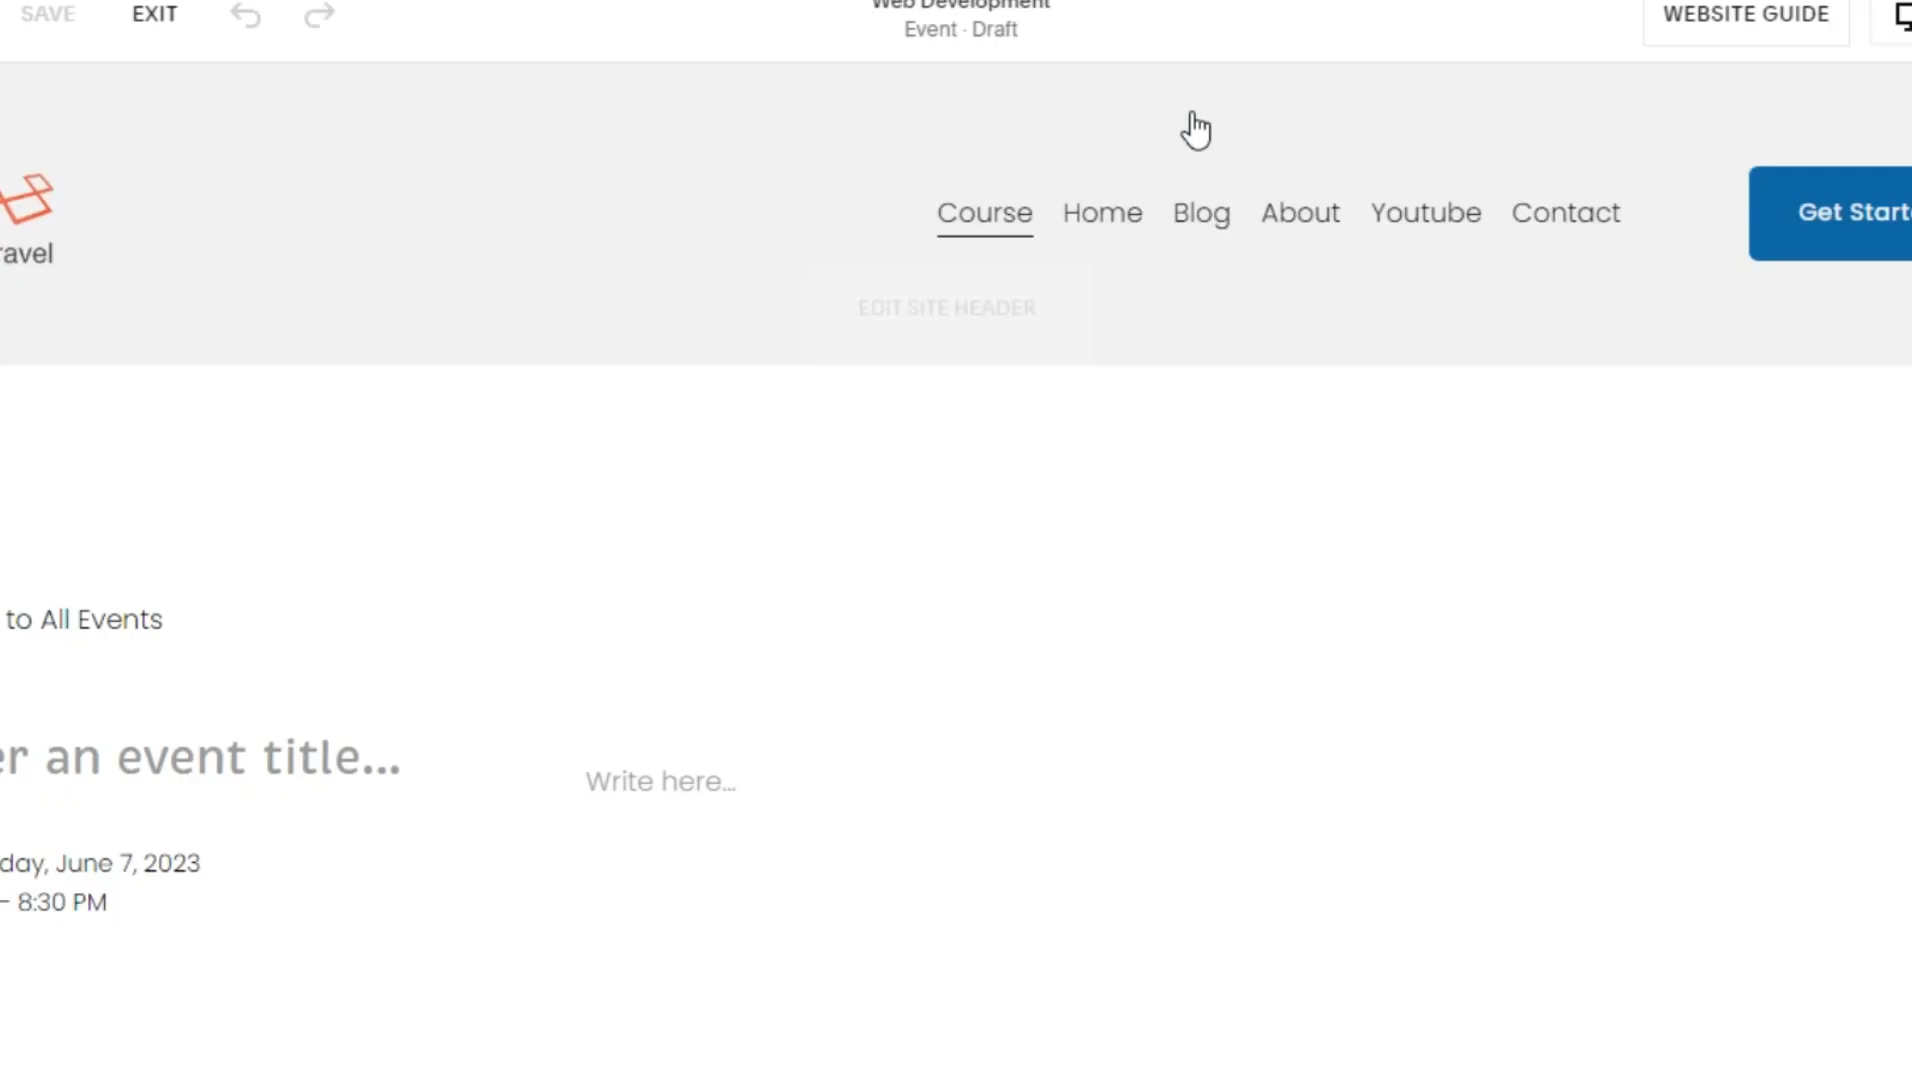 SAVE EXIT
Web Development
Event · Draft
WEBSITE GUIDE
ravel
Course Home Blog About Youtube Contact
Get Starte
EDIT SITE HEADER
to All Events
er an event title...
Write here...
day, June 7, 2023
– 8:30 PM